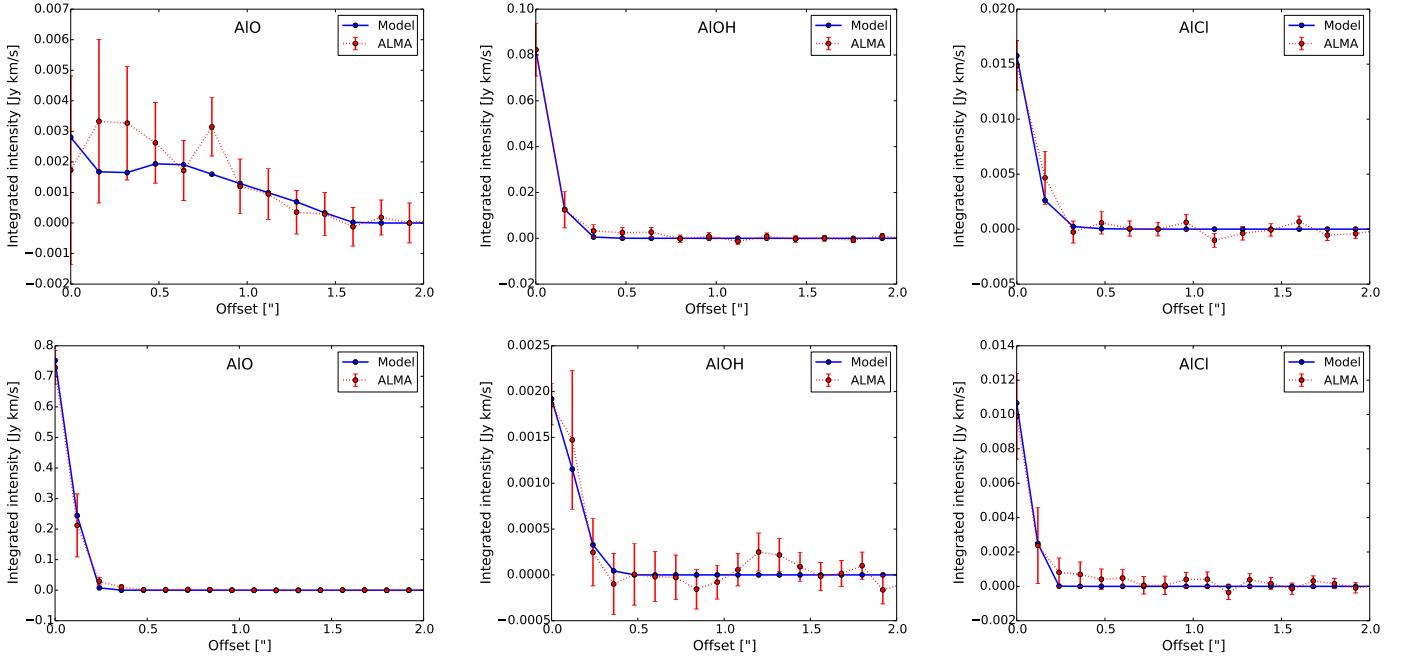 AlO
Model
ALMA
Integrated intensity [Jy km/s]
0.007
0.006
0.005
0.004
0.003
0.002
0.001
0.000
−0.001
−0.002
0.0 0.5 1.0 1.5 2.0
Offset ["]
AlOH
Model
ALMA
Integrated intensity [Jy km/s]
0.10
0.08
0.06
0.04
0.02
0.00
−0.02
0.0 0.5 1.0 1.5 2.0
Offset ["]
AlCl
Model
ALMA
Integrated intensity [Jy km/s]
0.020
0.015
0.010
0.005
0.000
−0.005
0.0 0.5 1.0 1.5 2.0
Offset ["]
AlO
Model
ALMA
Integrated intensity [Jy km/s]
0.8
0.7
0.6
0.5
0.4
0.3
0.2
0.1
0.0
−0.1
0.0 0.5 1.0 1.5 2.0
Offset ["]
AlOH
Model
ALMA
Integrated intensity [Jy km/s]
0.0025
0.0020
0.0015
0.0010
0.0005
0.0000
−0.0005
0.0 0.5 1.0 1.5 2.0
Offset ["]
AlCl
Model
ALMA
Integrated intensity [Jy km/s]
0.014
0.012
0.010
0.008
0.006
0.004
0.002
0.000
−0.002
0.0 0.5 1.0 1.5 2.0
Offset ["]